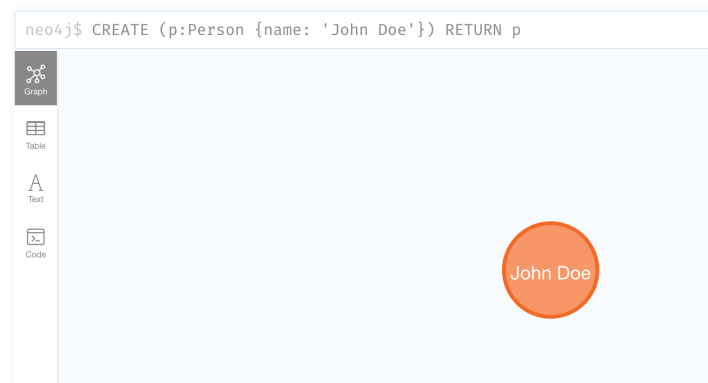 neo4j$ CREATE (p:Person {name: 'John Doe'}) RETURN p
Graph
Table
A
Text
>_
Code
John Doe